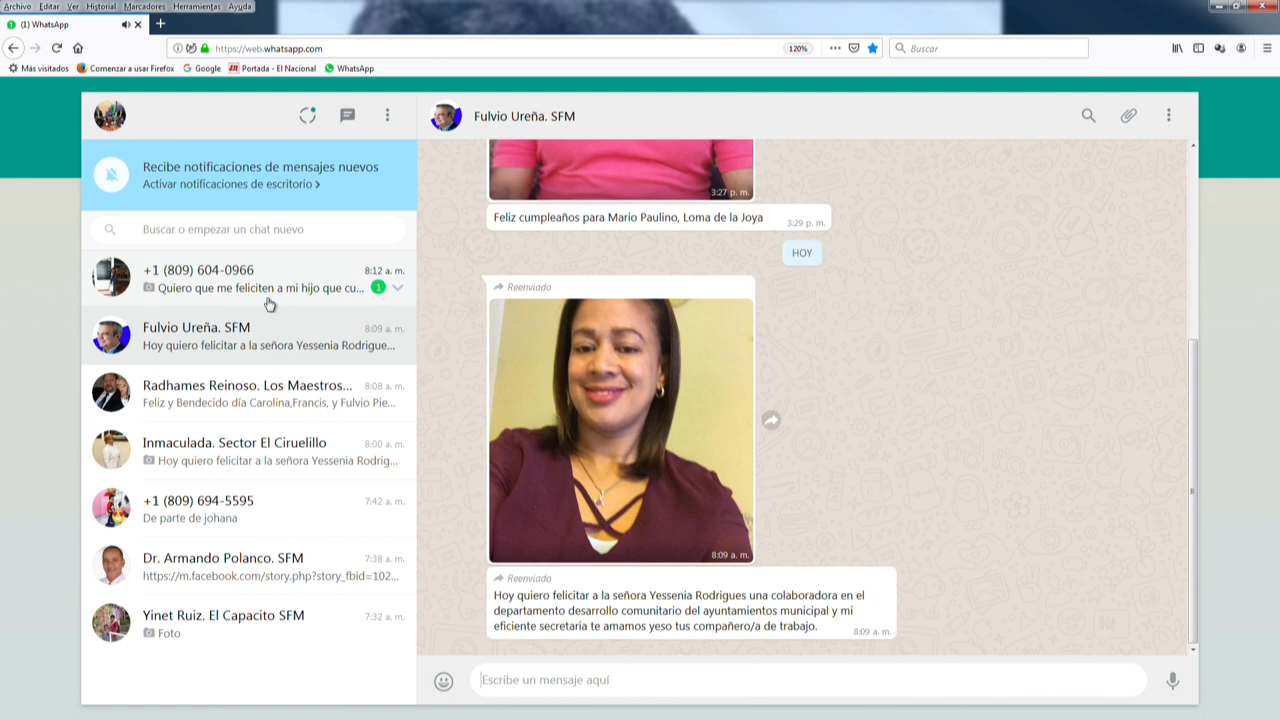 Archivo Editar Ver Historial Marcadores Herramientas Ayuda
(1) WhatsApp
https://web.whatsapp.com
120%
Buscar
Más visitados
Comenzar a usar Firefox
Google
Portada - El Nacional
WhatsApp
Recibe notificaciones de mensajes nuevos
Activar notificaciones de escritorio >
Buscar o empezar un chat nuevo
+1 (809) 604-0966 8:12 a. m.
Quiero que me feliciten a mi hijo que cu... 1
Fulvio Ureña. SFM 8:09 a. m.
Hoy quiero felicitar a la señora Yessenia Rodrigue...
Radhames Reinoso. Los Maestros... 8:08 a. m.
Feliz y Bendecido día Carolina,Francis, y Fulvio Pie...
Inmaculada. Sector El Ciruelillo 8:00 a. m.
Hoy quiero felicitar a la señora Yessenia Rodrig...
+1 (809) 694-5595 7:42 a. m.
De parte de johana
Dr. Armando Polanco. SFM 7:38 a. m.
https://m.facebook.com/story.php?story_fbid=102...
Yinet Ruiz. El Capacito SFM 7:32 a. m.
Foto
Fulvio Ureña. SFM
3:27 p. m.
Feliz cumpleaños para Mario Paulino, Loma de la Joya 3:29 p. m.
HOY
Reenviado
8:09 a. m.
Reenviado
Hoy quiero felicitar a la señora Yessenia Rodrigues una colaboradora en el
departamento desarrollo comunitario del ayuntamientos municipal y mi
eficiente secretaria te amamos yeso tus compañero/a de trabajo.
8:09 a. m.
Escribe un mensaje aquí